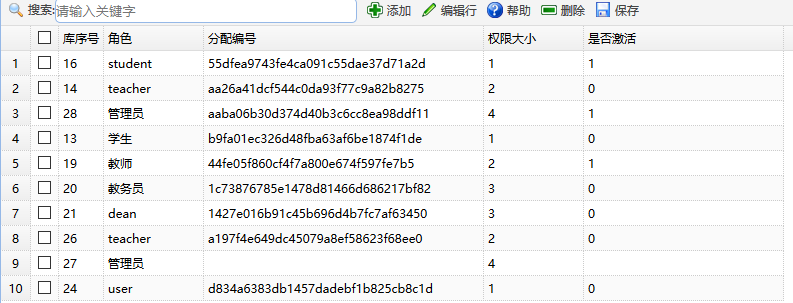 搜索: 请输入关键字 添加 编辑行 帮助 删除 保存
库序号 角色 分配编号 权限大小 是否激活
1 16 student 55dfea9743fe4ca091c55dae37d71a2d 1 1
2 14 teacher aa26a41dcf544c0da93f77c9a82b8275 2 0
3 28 管理员 aaba06b30d374d40b3c6cc8ea98ddf11 4 1
4 13 学生 b9fa01ec326d48fba63af6be1874f1de 1 0
5 19 教师 44fe05f860cf4f7a800e674f597fe7b5 2 1
6 20 教务员 1c73876785e1478d81466d686217bf82 3 0
7 21 dean 1427e016b91c45b696d4b7fc7af63450 3 0
8 26 teacher a197f4e649dc45079a8ef58623f68ee0 2 0
9 27 管理员 4
10 24 user d834a6383db1457dadebf1b825cb8c1d 1 0